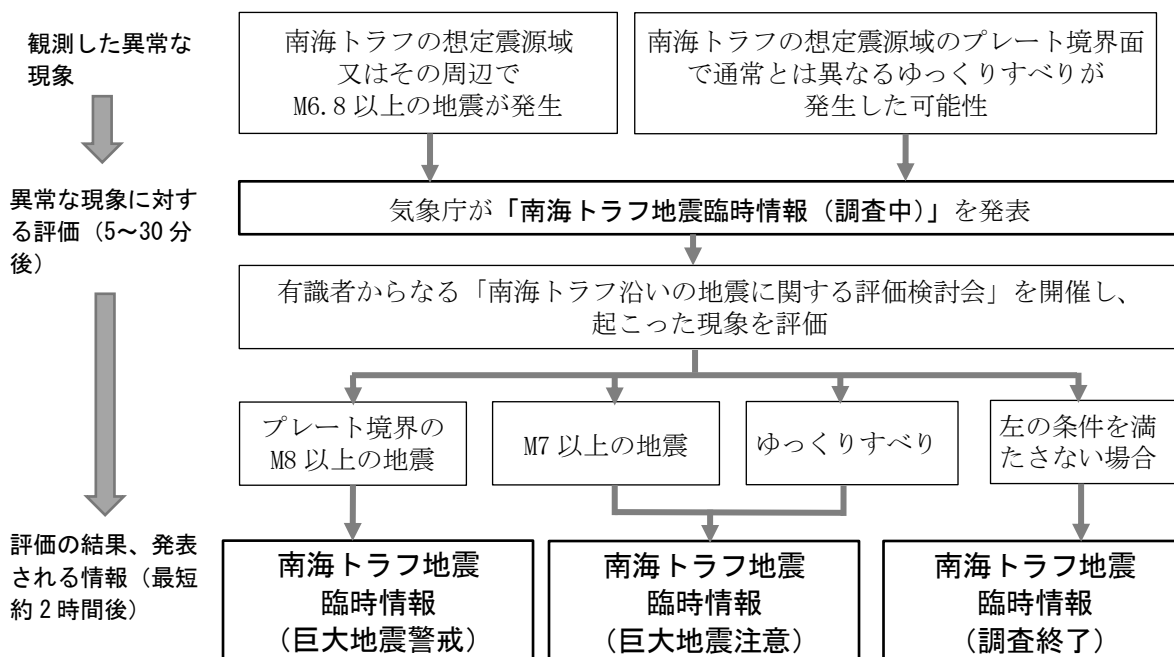 観測した異常な
現象
南海トラフの想定震源域
又はその周辺で
M6.8 以上の地震が発生
南海トラフの想定震源域のプレート境界面
で通常とは異なるゆっくりすべりが
発生した可能性
異常な現象に対す
る評価（5～30 分
後）
気象庁が「南海トラフ地震臨時情報（調査中）」を発表
有識者からなる「南海トラフ沿いの地震に関する評価検討会」を開催し、
起こった現象を評価
プレート境界の
M8 以上の地震
M7 以上の地震
ゆっくりすべり
左の条件を満
たさない場合
評価の結果、発表
される情報（最短
約 2 時間後）
南海トラフ地震
臨時情報
（巨大地震警戒）
南海トラフ地震
臨時情報
（巨大地震注意）
南海トラフ地震
臨時情報
（調査終了）